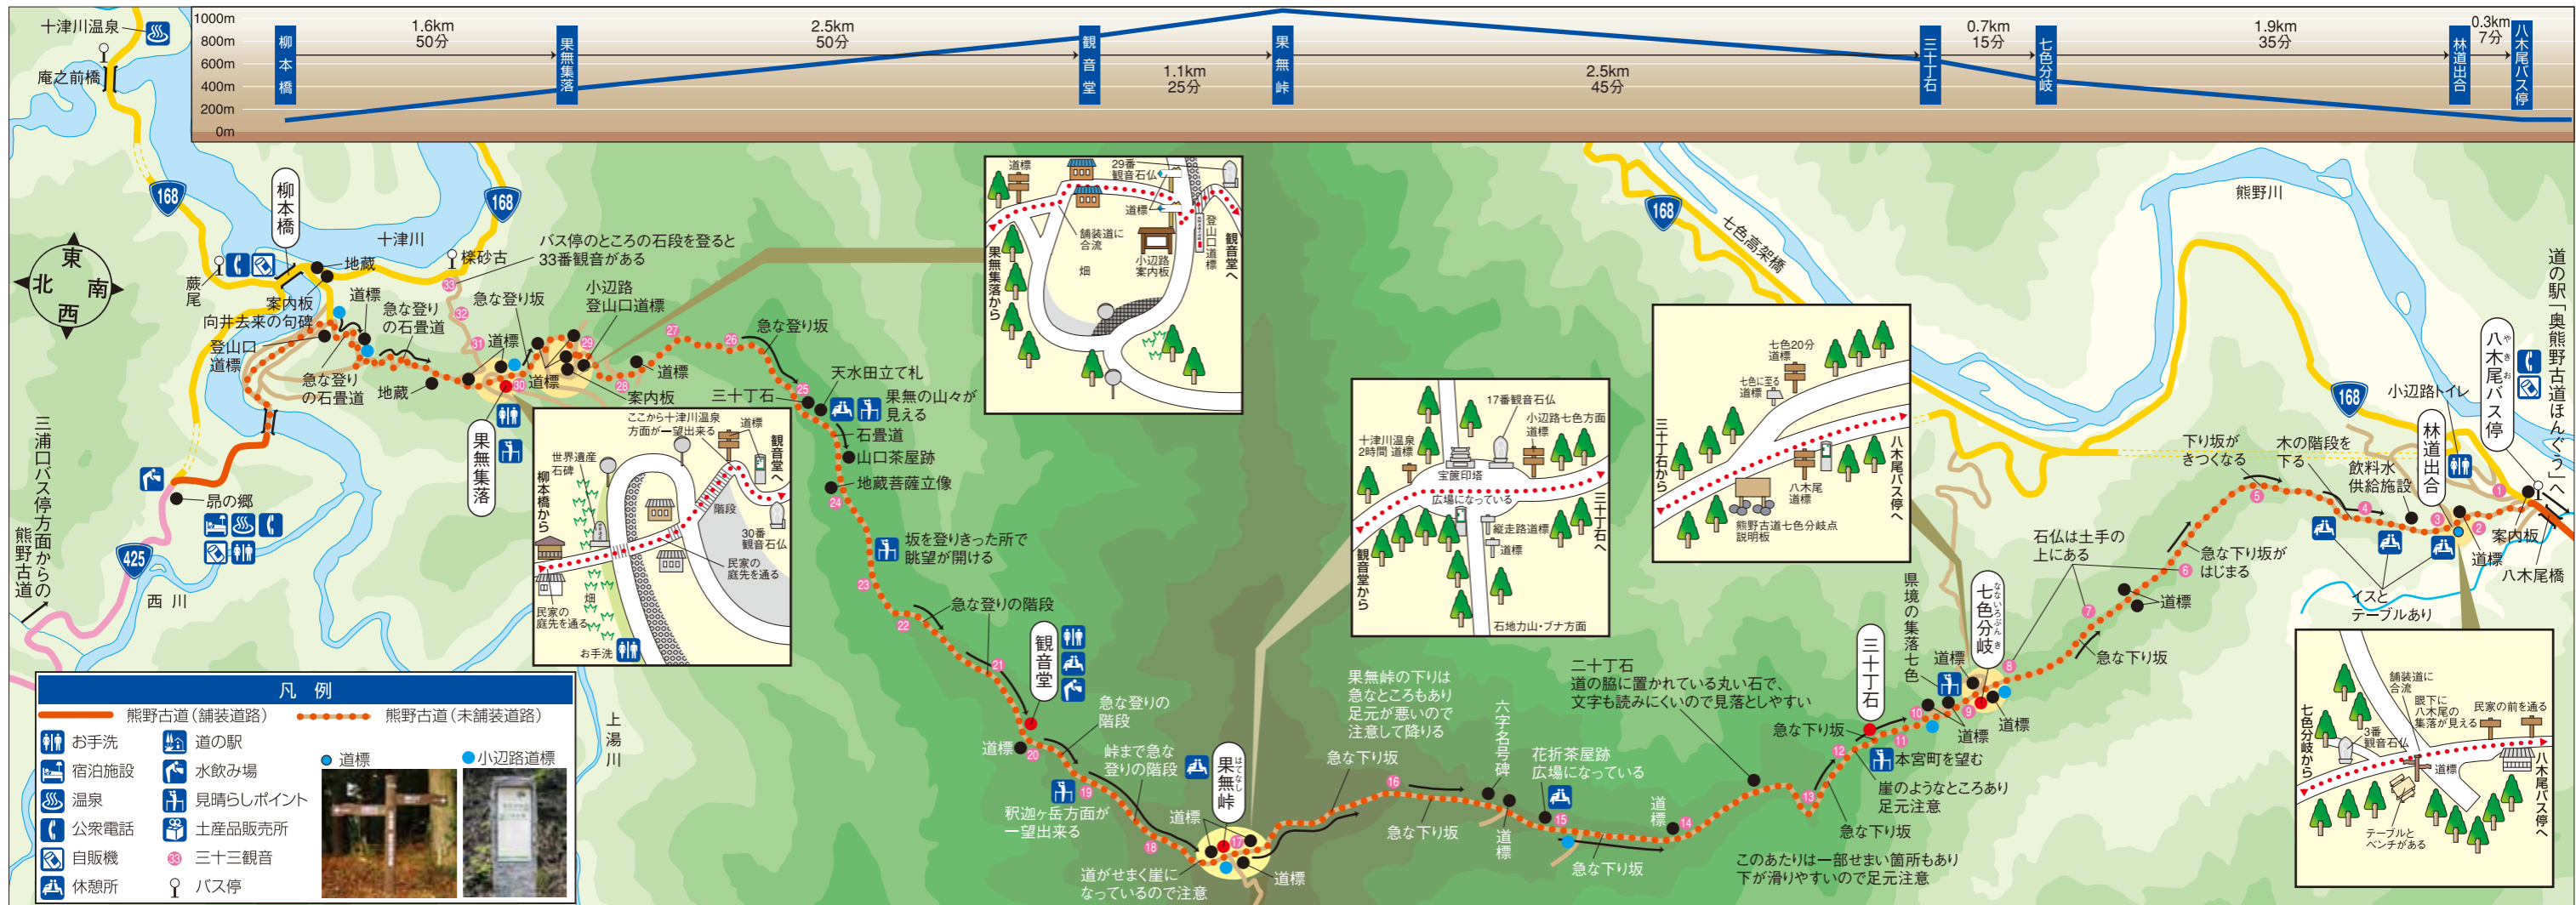 1000m
800m
600m
400m
200m
0m
柳本橋
1.6km
50分
果無集落
2.5km
50分
観音堂
1.1km
25分
果無峠
2.5km
45分
三十丁石
0.7km
15分
七色分岐
1.9km
35分
林道出合
0.3km
7分
八木尾バス停
十津川温泉
庵之前橋
168
柳本橋
十津川
168
東
北 南
西
蕨尾
地蔵
案内板
向井去来の句碑
登山口
道標
道標
急な登り
の石畳道
急な登り
の石畳道
地蔵
樣砂古
バス停のところの石段を登ると
33番観音がある
33
32
31
30
29
28
27
26
25
急な登り坂
小辺路
登山口道標
道標
道標
案内板
道標
急な登り坂
果無集落
三浦口バス停方面からの
熊野古道
昴の郷
425
西川
上湯川
三十丁石
天水田立て札
果無の山々が
見える
石畳道
山口茶屋跡
地蔵菩薩立像
24
坂を登りきった所で
眺望が開ける
23
22
急な登りの階段
21
観音堂
道標
20
急な登りの
階段
19
釈迦ヶ岳方面が
一望出来る
峠まで急な
登りの階段
18
果無峠
はてなし
道標
17
道がせまく崖に
なっているので注意
道標
果無峠の下りは
急なところもあり
足元が悪いので
注意して降りる
急な下り坂
16
急な下り坂
六字名号碑
道標
花折茶屋跡
広場になっている
15
急な下り坂
道標
14
二十丁石
道の脇に置かれている丸い石で、
文字も読みにくいので見落としやすい
13
このあたりは一部せまい箇所もあり
下が滑りやすいので足元注意
急な下り坂
崖のようなところあり
足元注意
12
三十丁石
急な下り坂
11
本宮町を望む
10
県境の集落七色
道標
9
道標
道標
七色分岐
なないろぶんき
8
石仏は土手の
上にある
7
急な下り坂
道標
6
急な下り坂が
はじまる
5
下り坂が
きつくなる
木の階段を
下る
4
飲料水
供給施設
3
林道出合
2
道標
イスと
テーブルあり
1
案内板
八木尾橋
小辺路トイレ
168
八木尾バス停
やきお
道の駅「奥熊野古道ほんぐう」へ
熊野川
七色高架橋
168
道標
29番
観音石仏
道標
舗装道に
合流
畑
小辺路
案内板
登山口道標
果無集落から
観音堂へ
ここから十津川温泉
方面が一望出来る
道標
世界遺産
石碑
階段
30番
観音石仏
民家の
庭先を通る
民家の
庭先を通る
畑
お手洗
柳本橋から
観音堂へ
17番観音石仏
小辺路七色方面
道標
十津川温泉
2時間 道標
宝篋印塔
広場になっている
縦走路道標
道標
石地力山・ブナ方面
観音堂から
三十丁石へ
七色20分
道標
七色に至る
道標
八木尾
道標
熊野古道七色分岐点
説明板
三十丁石から
八木尾バス停へ
舗装道に
合流
眼下に
八木尾の
集落が見える
民家の前を通る
3番
観音石仏
道標
テーブルと
ベンチがある
七色分岐から
八木尾バス停へ
凡例
熊野古道(舗装道路)
熊野古道(未舗装道路)
お手洗
道の駅
宿泊施設
水飲み場
温泉
見晴らしポイント
公衆電話
土産品販売所
自販機
33 三十三観音
休憩所
バス停
道標
小辺路道標